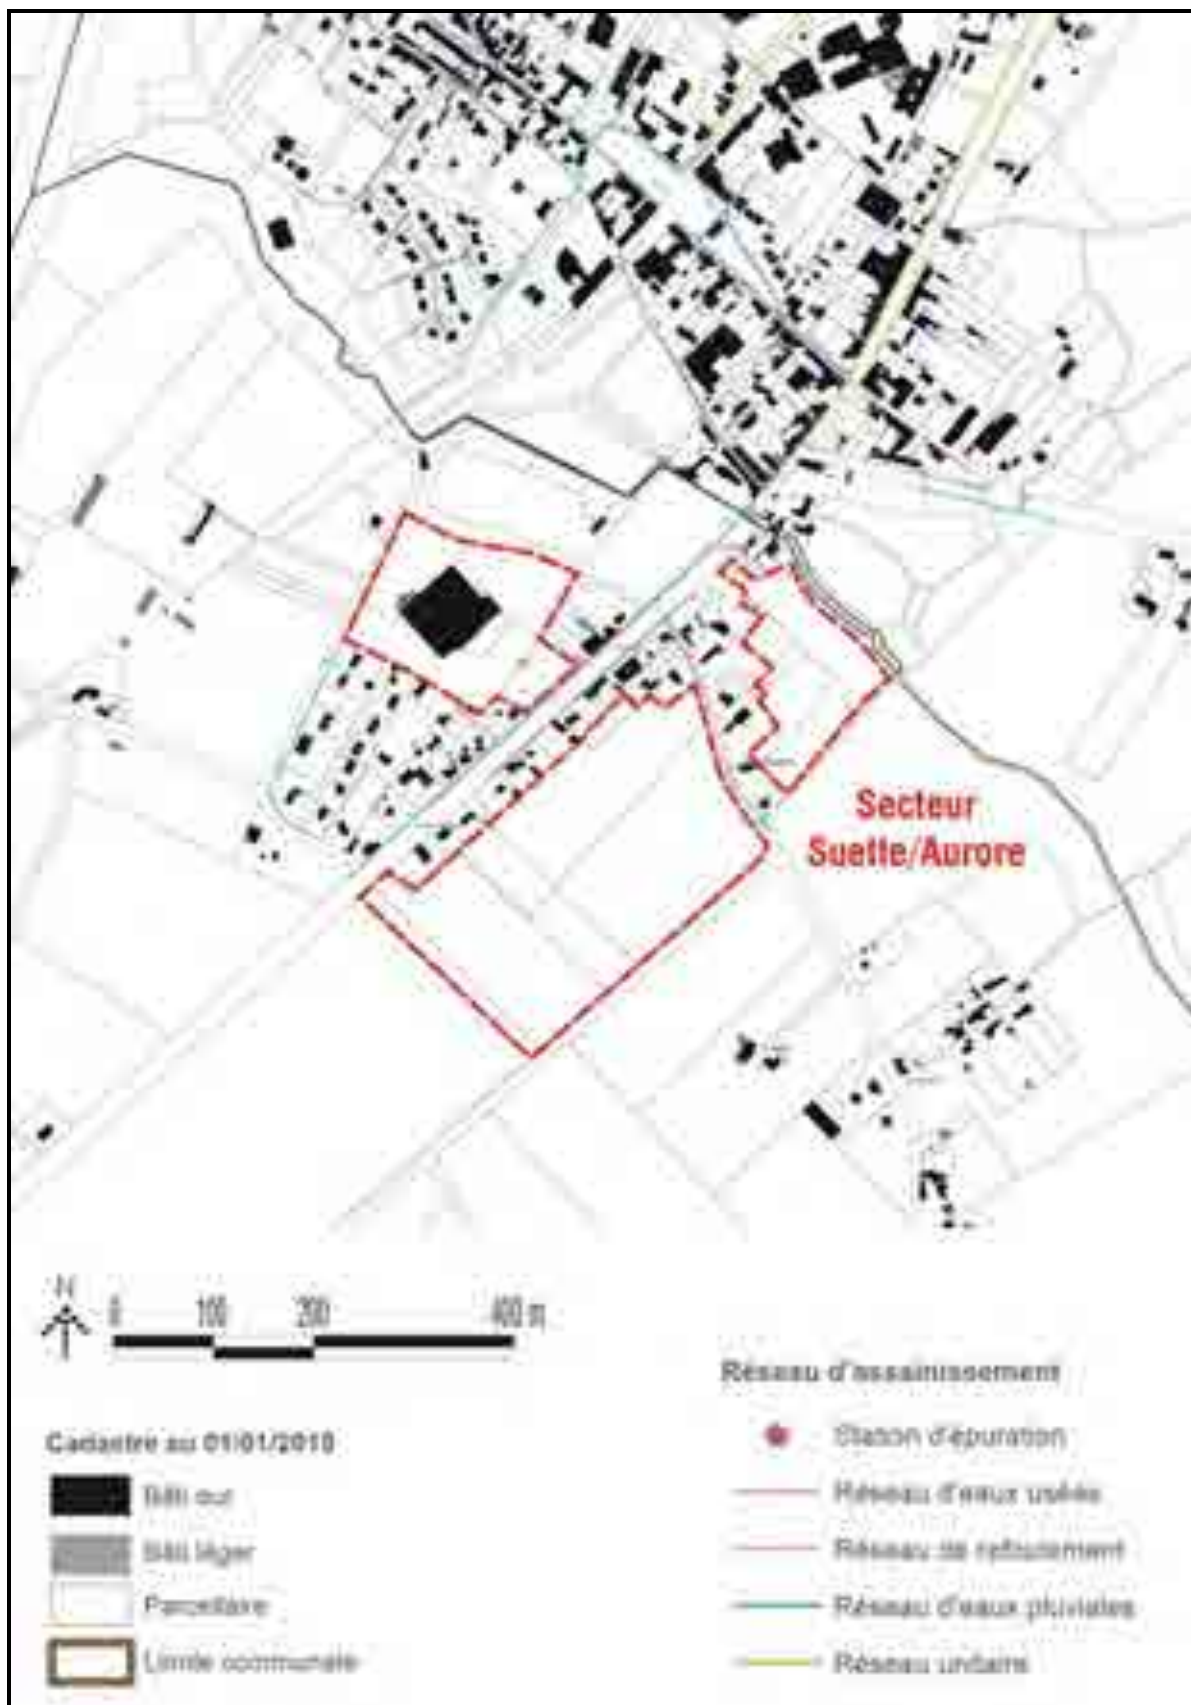 Secteur
Suette/Aurore
N
0 100 200 400 m
Réseau d'assainissement
Station d'épuration
Cadastre au 01/01/2010
Bâti dur
Réseau d'eaux usées
Bâti léger
Réseau de refoulement
Parcellaire
Réseau d'eaux pluviales
Limite communale
Réseau unitaire